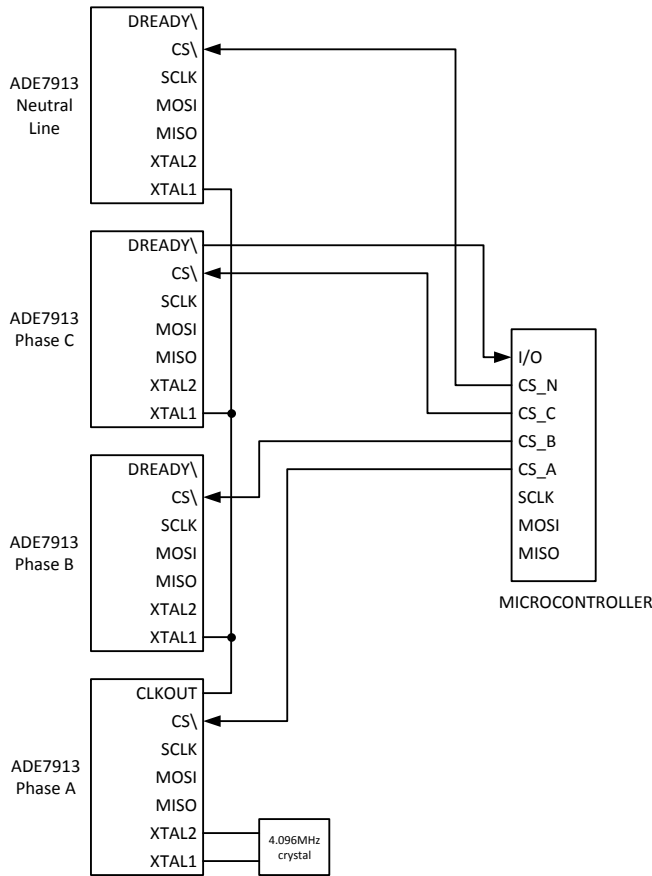 ADE7913
Neutral
Line
DREADY\
CS\
SCLK
MOSI
MISO
XTAL2
XTAL1
ADE7913
Phase C
DREADY\
CS\
SCLK
MOSI
MISO
XTAL2
XTAL1
ADE7913
Phase B
DREADY\
CS\
SCLK
MOSI
MISO
XTAL2
XTAL1
ADE7913
Phase A
CLKOUT
CS\
SCLK
MOSI
MISO
XTAL2
XTAL1
4.096MHz
crystal
I/O
CS_N
CS_C
CS_B
CS_A
SCLK
MOSI
MISO
MICROCONTROLLER